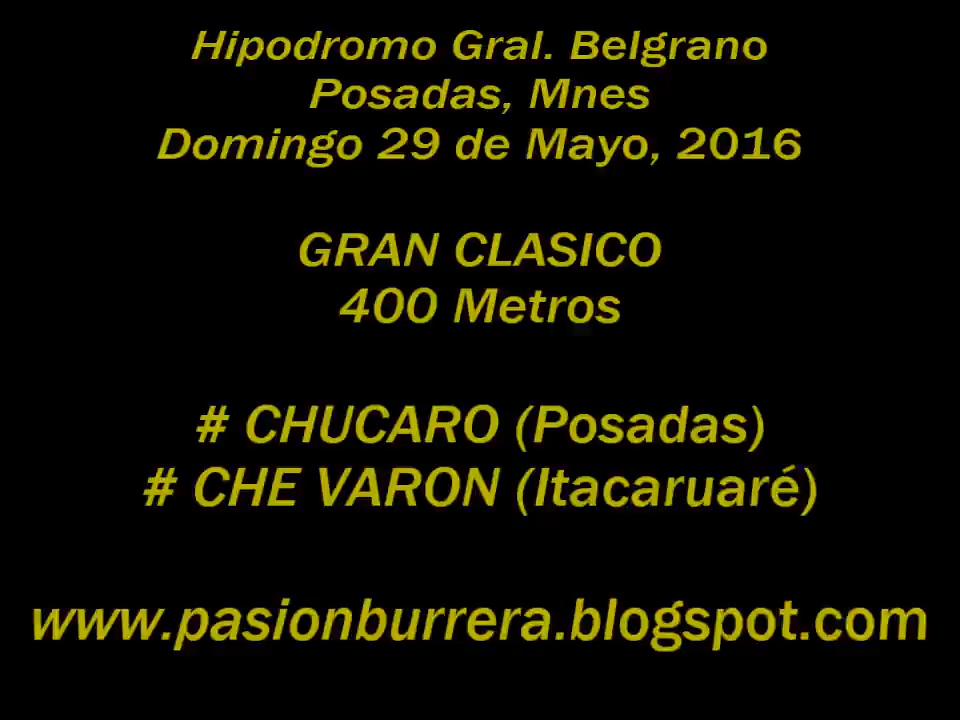 Hipodromo Gral. Belgrano
Posadas, Mnes
Domingo 29 de Mayo, 2016
GRAN CLASICO
400 Metros
# CHUCARO (Posadas)
# CHE VARON (Itacaruaré)
www.pasionburrera.blogspot.com